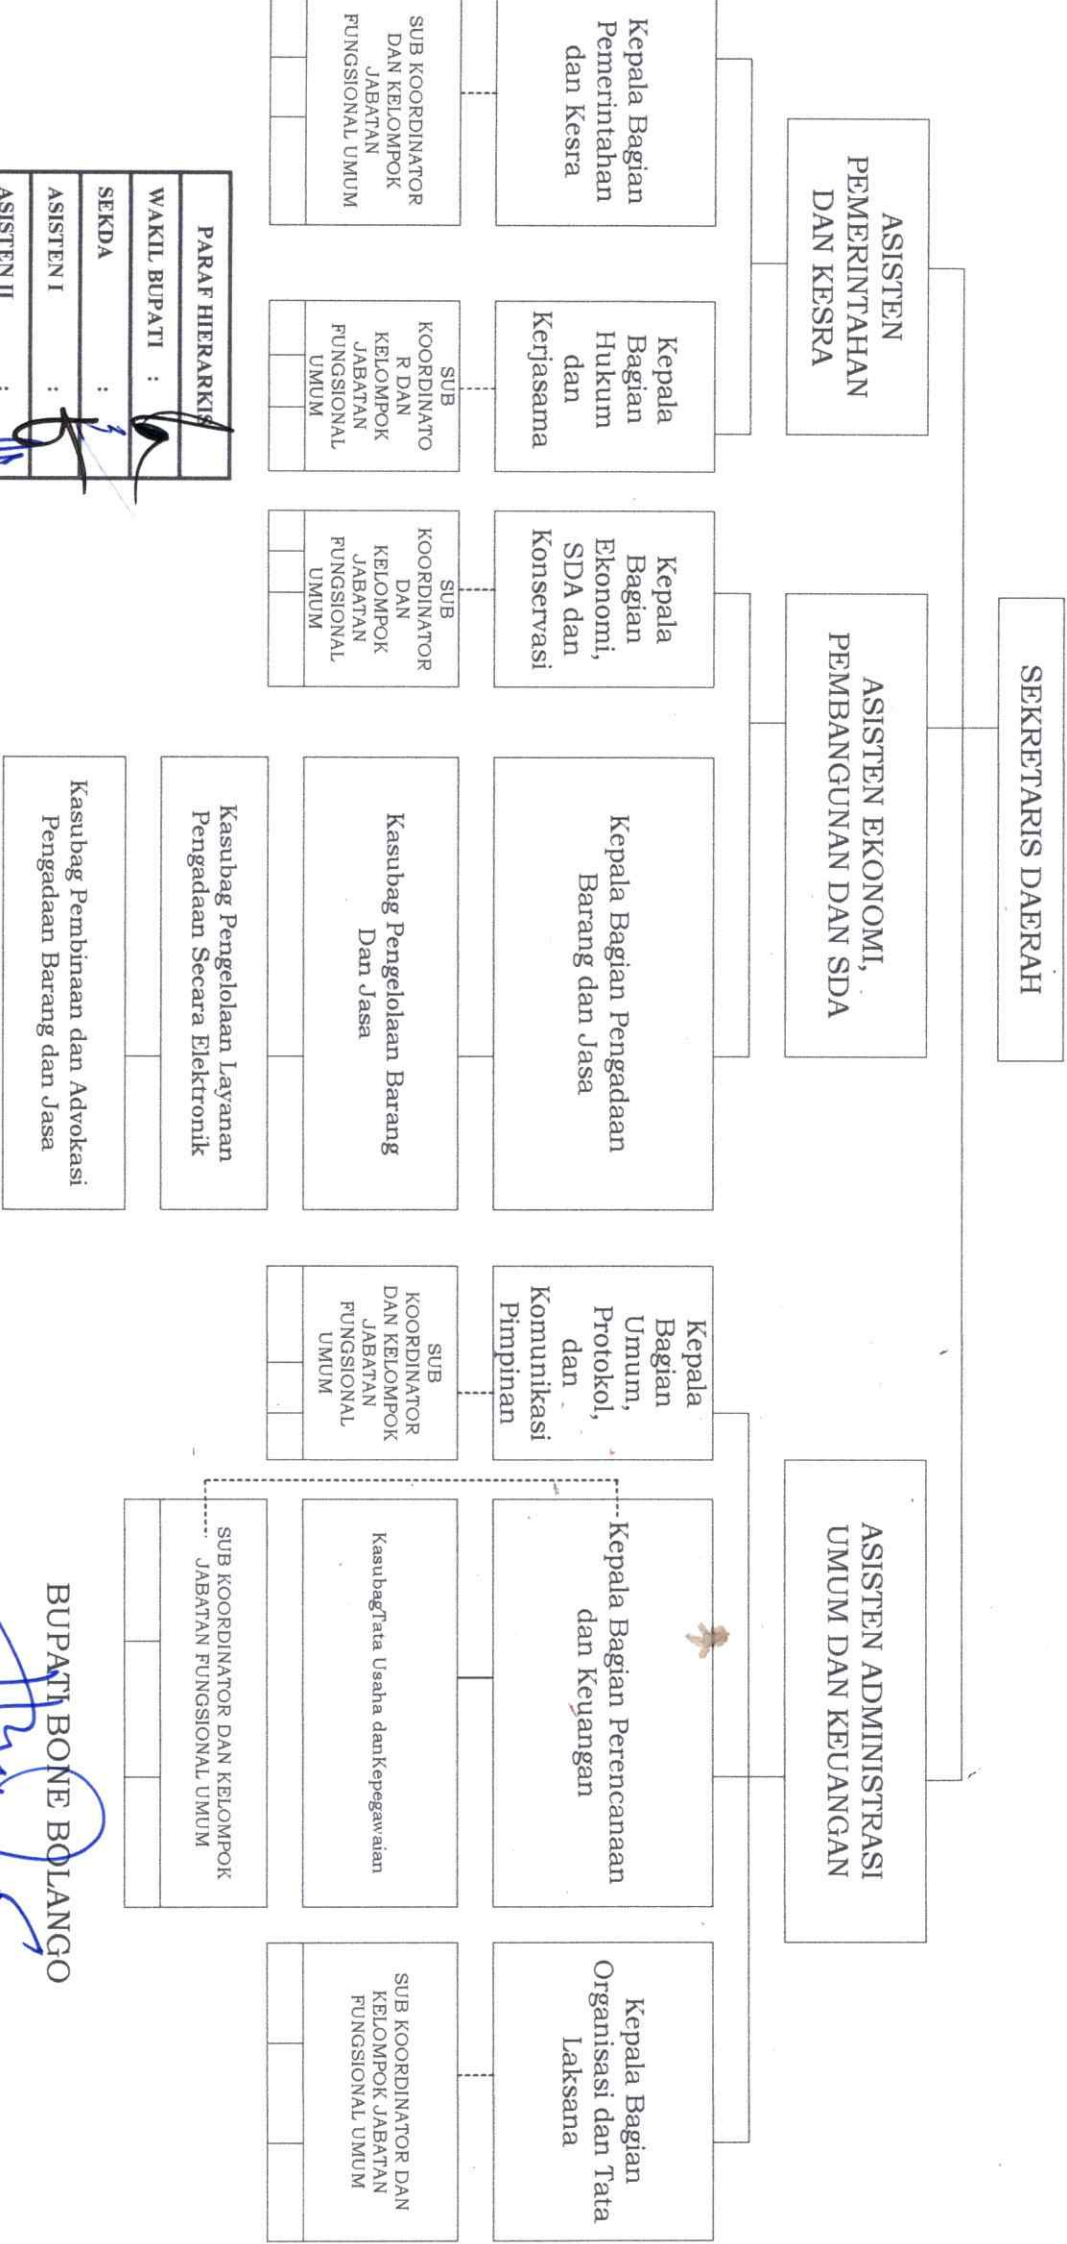 SEKRETARIS DAERAH
ASISTEN
PEMERINTAHAN
DAN KESRA
ASISTEN EKONOMI,
PEMBANGUNAN DAN SDA
ASISTEN ADMINISTRASI
UMUM DAN KEUANGAN
Kepala Bagian
Pemerintahan
dan Kesra
Kepala
Bagian
Hukum
dan
Kerjasama
Kepala
Bagian
Ekonomi,
SDA dan
Konservasi
Kepala Bagian Pengadaan
Barang dan Jasa
Kepala
Bagian
Umum,
Protokol,
dan
Komunikasi
Pimpinan
Kepala Bagian Perencanaan
dan Keuangan
Kepala Bagian
Organisasi dan Tata
Laksana
SUB KOORDINATOR
DAN KELOMPOK
JABATAN
FUNGSIONAL UMUM
SUB
KOORDINATO
R DAN
KELOMPOK
JABATAN
FUNGSIONAL
UMUM
SUB
KOORDINATOR
DAN
KELOMPOK
JABATAN
FUNGSIONAL
UMUM
Kasubag Pengelolaan Barang
Dan Jasa
SUB
KOORDINATOR
DAN KELOMPOK
JABATAN
FUNGSIONAL
UMUM
KasubagTata Usaha danKepegawaian
SUB KOORDINATOR DAN
KELOMPOK JABATAN
FUNGSIONAL UMUM
Kasubag Pengelolaan Layanan
Pengadaan Secara Elektronik
SUB KOORDINATOR DAN KELOMPOK
JABATAN FUNGSIONAL UMUM
Kasubag Pembinaan dan Advokasi
Pengadaan Barang dan Jasa
PARAF HIERARKIS
WAKIL BUPATI :
SEKDA :
ASISTEN I :
ASISTEN II :
BUPATI BONE BOLANGO